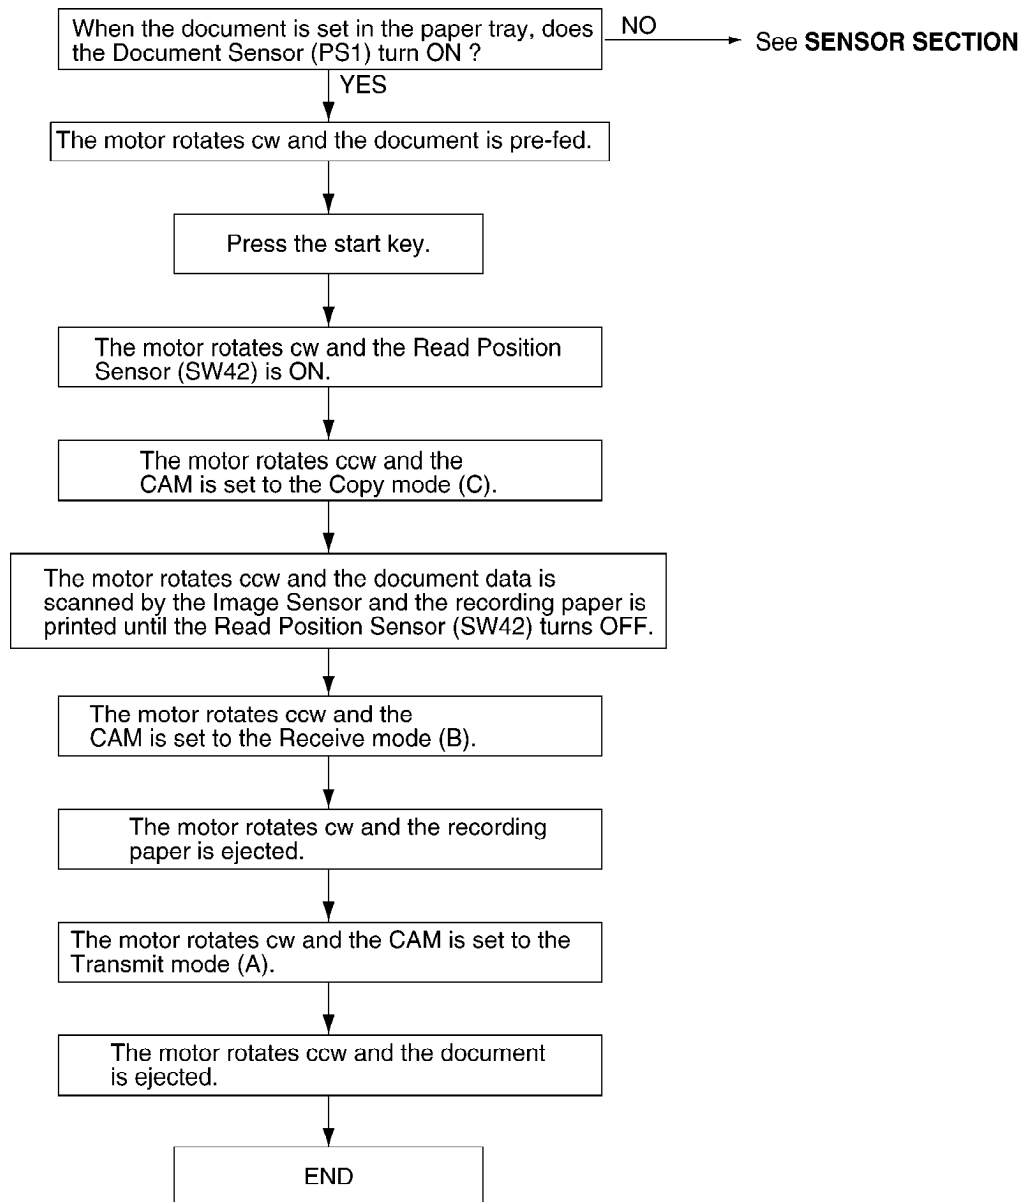 When the document is set in the paper tray, does
the Document Sensor (PS1) turn ON ?
NO
See SENSOR SECTION
YES
The motor rotates cw and the document is pre-fed.
Press the start key.
The motor rotates cw and the Read Position
Sensor (SW42) is ON.
The motor rotates ccw and the
CAM is set to the Copy mode (C).
The motor rotates ccw and the document data is
scanned by the Image Sensor and the recording paper is
printed until the Read Position Sensor (SW42) turns OFF.
The motor rotates ccw and the
CAM is set to the Receive mode (B).
The motor rotates cw and the recording
paper is ejected.
The motor rotates cw and the CAM is set to the
Transmit mode (A).
The motor rotates ccw and the document
is ejected.
END